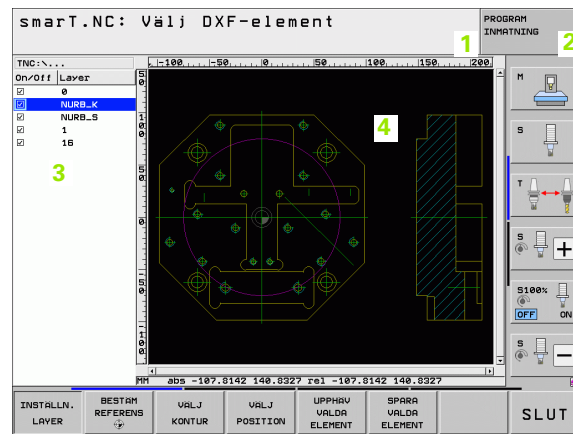 smarT.NC: Välj DXF-element
PROGRAM
INMATNING
1
2
TNC:\...
On/Off Layer
0
NURB_K
NURB_S
1
16
3
4
-100 -50 0 50 100 150 200
MM abs -107.8142 140.8327 rel -107.8142 140.8327
M
S
T
S
S100%
OFF ON
S
INSTÄLLN.
LAYER
BESTÄM
REFERENS
VÄLJ
KONTUR
VÄLJ
POSITION
UPPHÄV
VALDA
ELEMENT
SPARA
VALDA
ELEMENT
SLUT